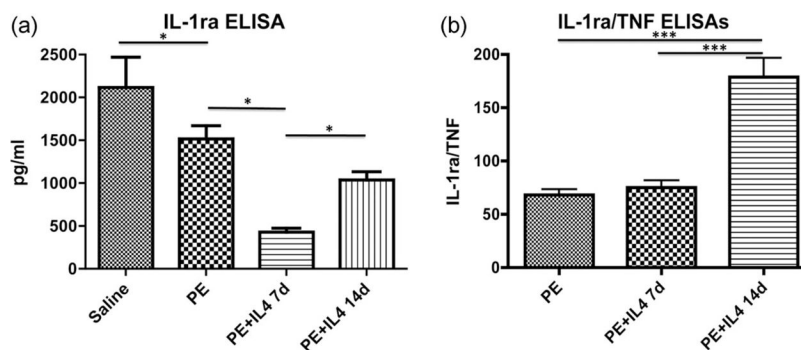 (a)
IL-1ra ELISA
*
*
*
2500
2000
1500
1000
500
0
pg/ml
Saline
PE
PE+IL4 7d
PE+IL4 14d
(b)
IL-1ra/TNF ELISAs
***
***
200
150
100
50
0
IL-1ra/TNF
PE
PE+IL4 7d
PE+IL4 14d